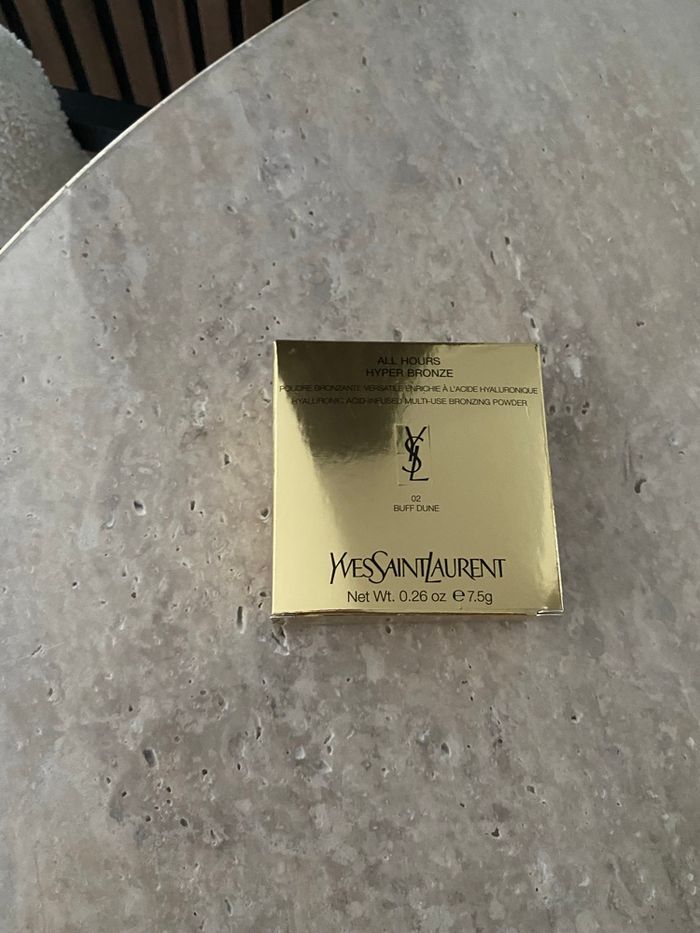 ALL HOURS
HYPER BRONZE
POUDRE BRONZANTE VERSATILE ENRICHIE À L'ACIDE HYALURONIQUE
HYALURONIC ACID-INFUSED MULTI-USE BRONZING POWDER
YSL
02
BUFF DUNE
YVESSAINTLAURENT
Net Wt. 0.26 oz ℮ 7.5g